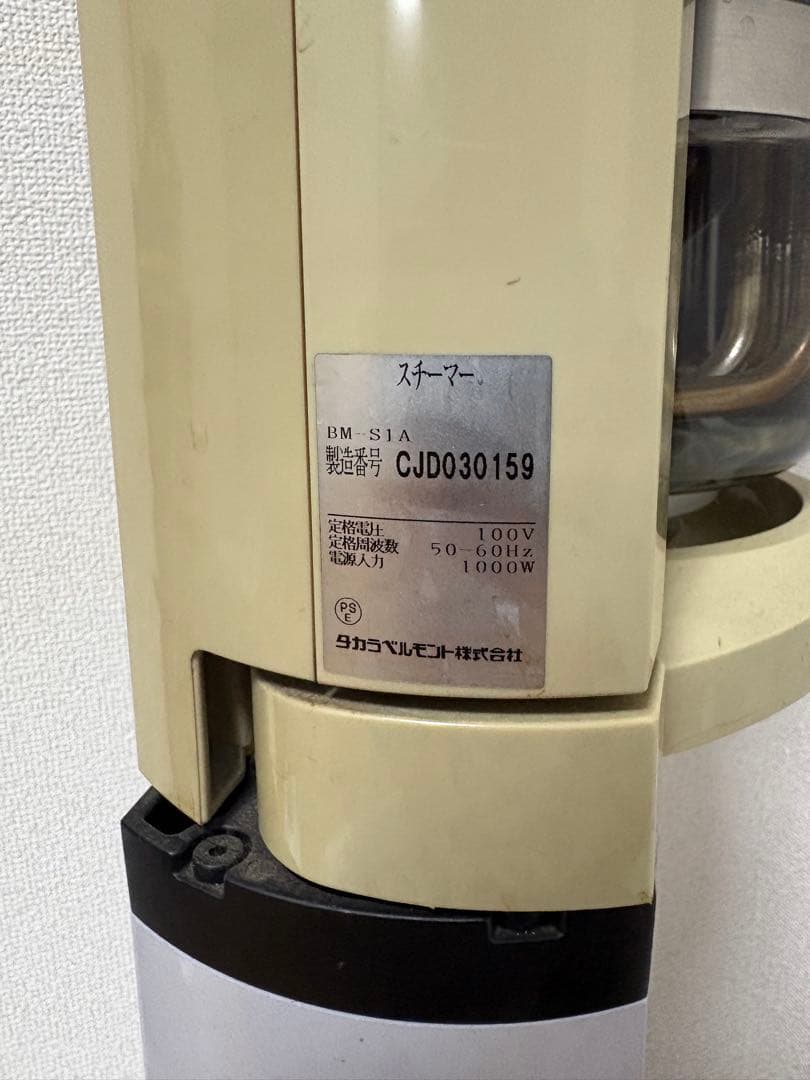 スチーマー
BM-S1A
製造番号 CJD030159
定格電圧 100V
定格周波数 50-60Hz
電源入力 1000W
PS
E
タカラベルモント株式会社